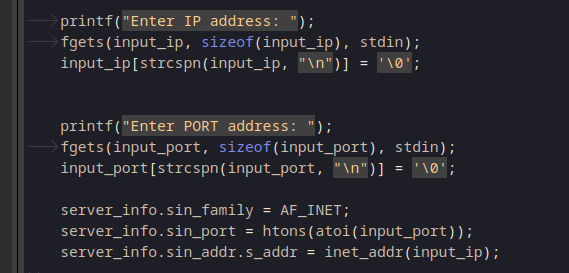 printf("Enter IP address: ");
fgets(input_ip, sizeof(input_ip), stdin);
input_ip[strcspn(input_ip, "\n")] = '\0';
printf("Enter PORT address: ");
fgets(input_port, sizeof(input_port), stdin);
input_port[strcspn(input_port, "\n")] = '\0';
server_info.sin_family = AF_INET;
server_info.sin_port = htons(atoi(input_port));
server_info.sin_addr.s_addr = inet_addr(input_ip);